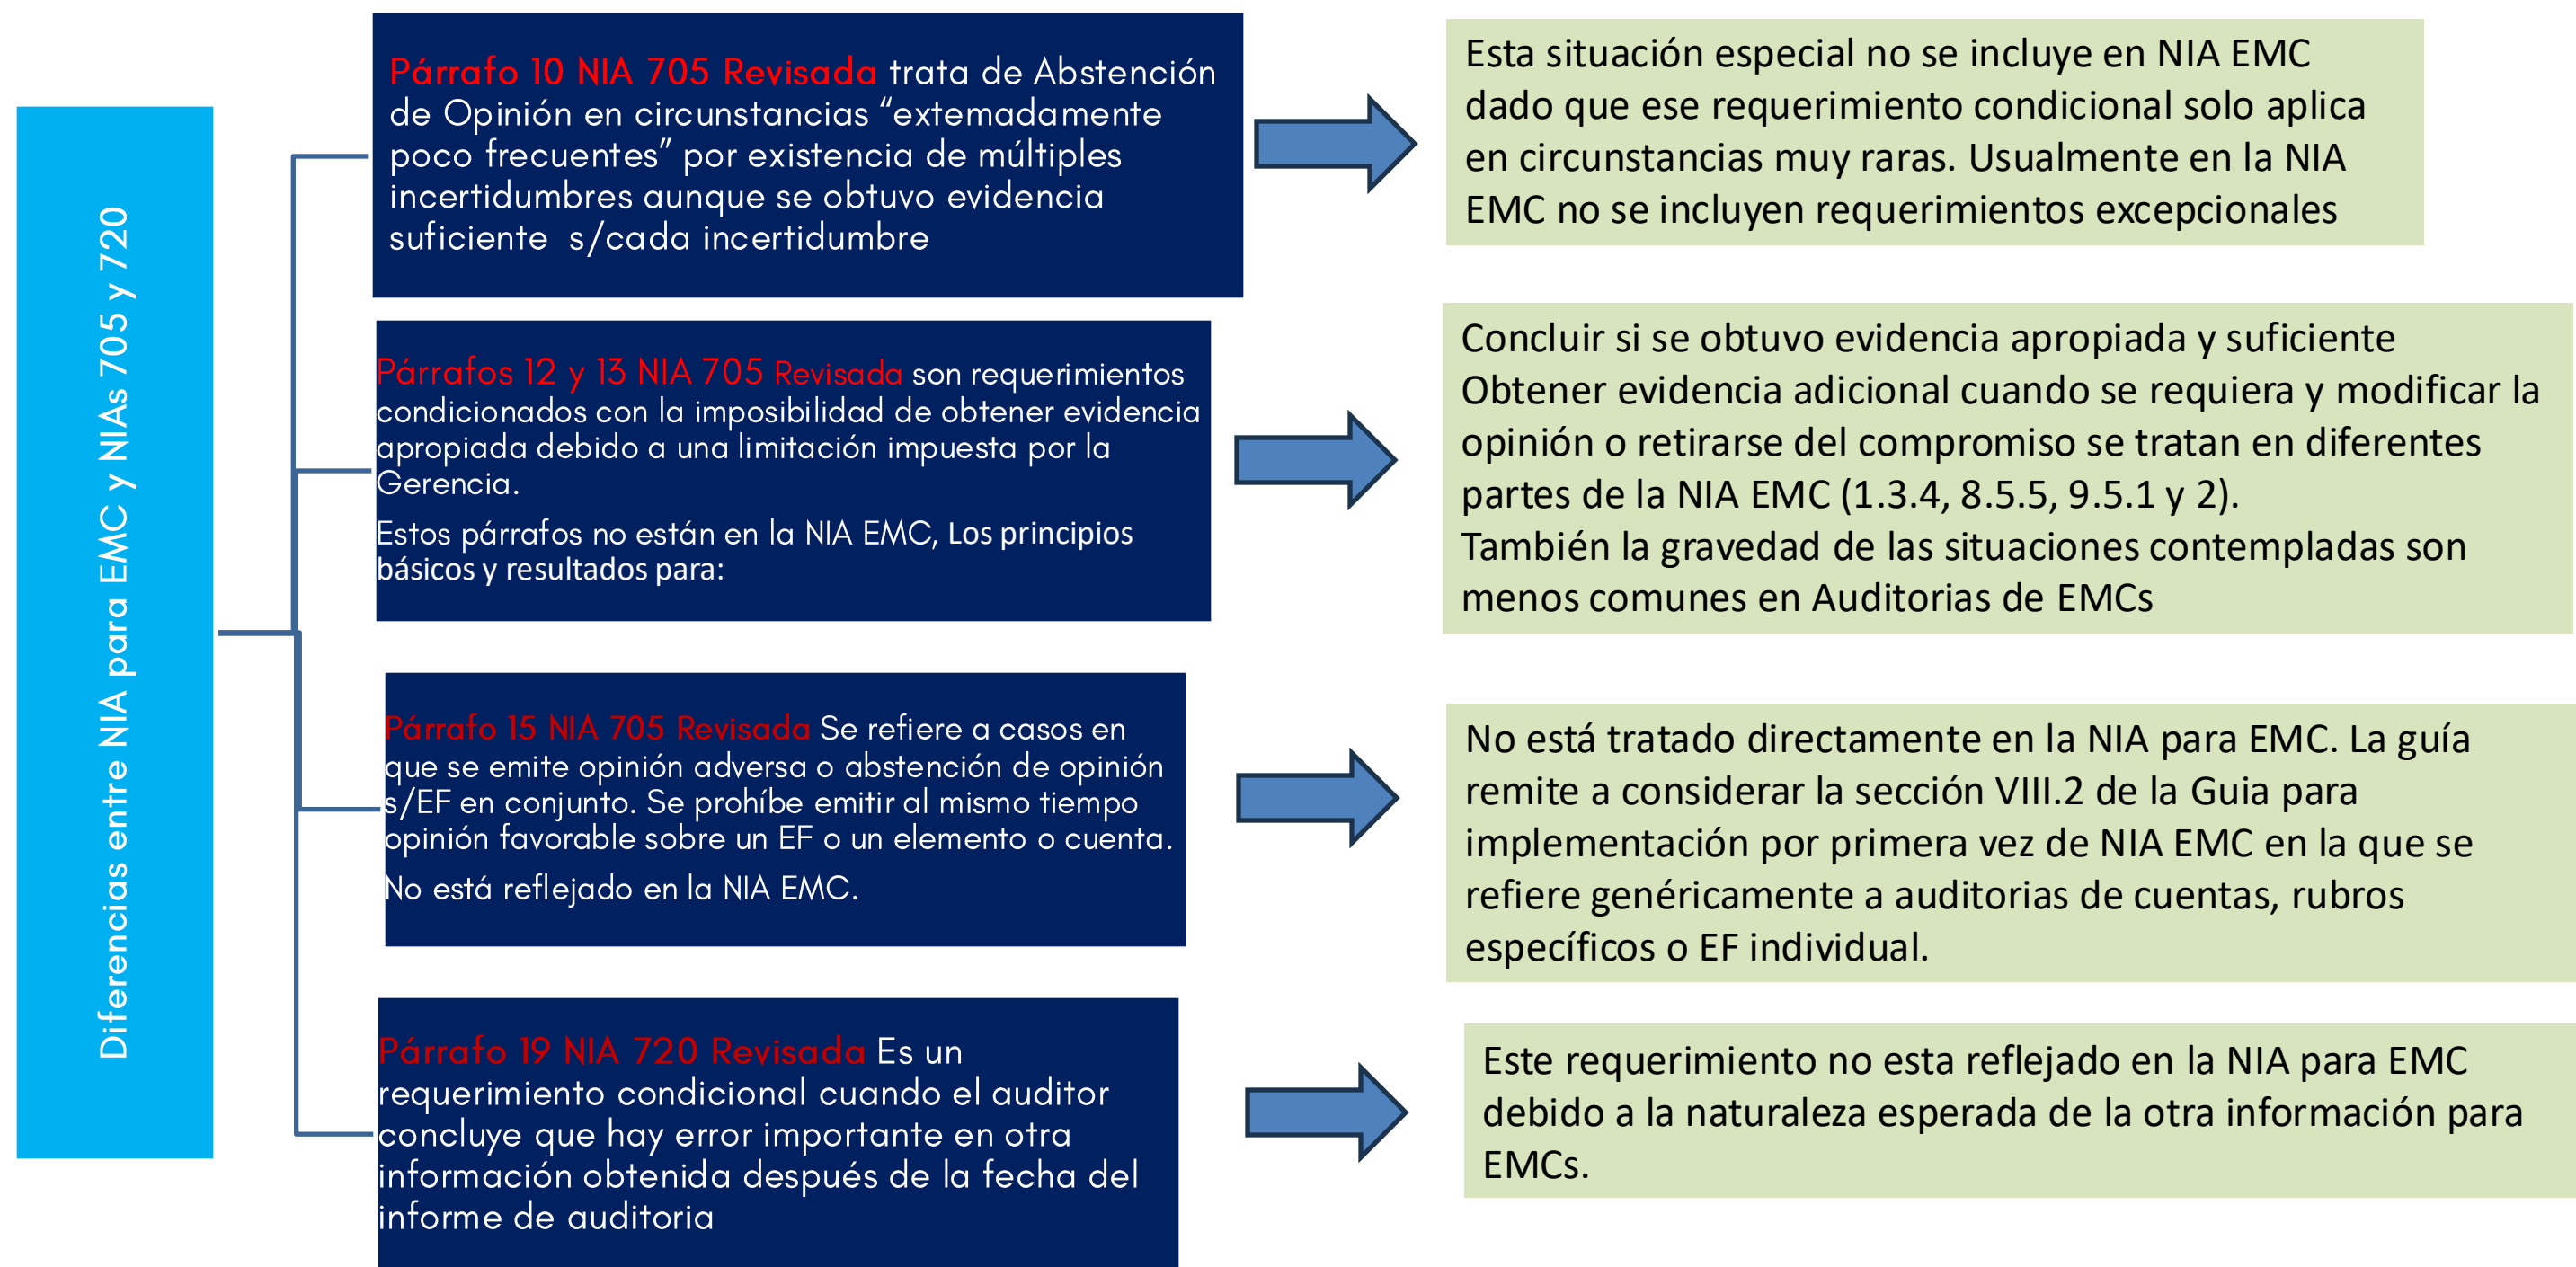 Diferencias entre NIA para EMC y NIAs 705 y 720
Párrafo 10 NIA 705 Revisada trata de Abstención
de Opinión en circunstancias “extemadamente
poco frecuentes” por existencia de múltiples
incertidumbres aunque se obtuvo evidencia
suficiente s/cada incertidumbre
Esta situación especial no se incluye en NIA EMC
dado que ese requerimiento condicional solo aplica
en circunstancias muy raras. Usualmente en la NIA
EMC no se incluyen requerimientos excepcionales
Párrafos 12 y 13 NIA 705 Revisada son requerimientos
condicionados con la imposibilidad de obtener evidencia
apropiada debido a una limitación impuesta por la
Gerencia.
Estos párrafos no están en la NIA EMC, Los principios
básicos y resultados para:
Concluir si se obtuvo evidencia apropiada y suficiente
Obtener evidencia adicional cuando se requiera y modificar la
opinión o retirarse del compromiso se tratan en diferentes
partes de la NIA EMC (1.3.4, 8.5.5, 9.5.1 y 2).
También la gravedad de las situaciones contempladas son
menos comunes en Auditorias de EMCs
Párrafo 15 NIA 705 Revisada Se refiere a casos en
que se emite opinión adversa o abstención de opinión
s/EF en conjunto. Se prohíbe emitir al mismo tiempo
opinión favorable sobre un EF o un elemento o cuenta.
No está reflejado en la NIA EMC.
No está tratado directamente en la NIA para EMC. La guía
remite a considerar la sección VIII.2 de la Guia para
implementación por primera vez de NIA EMC en la que se
refiere genéricamente a auditorias de cuentas, rubros
específicos o EF individual.
Párrafo 19 NIA 720 Revisada Es un
requerimiento condicional cuando el auditor
concluye que hay error importante en otra
información obtenida después de la fecha del
informe de auditoria
Este requerimiento no esta reflejado en la NIA para EMC
debido a la naturaleza esperada de la otra información para
EMCs.